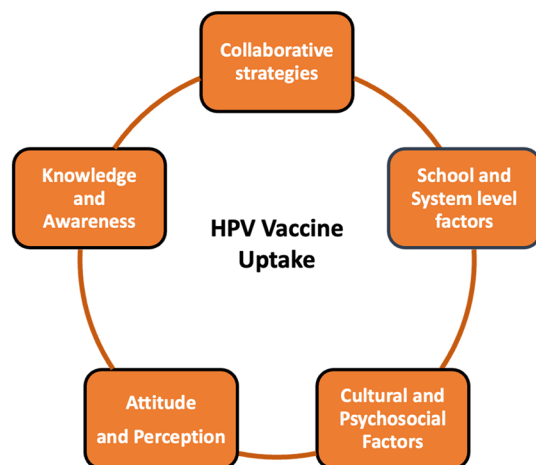 Collaborative
strategies
School and
System level
factors
Cultural and
Psychosocial
Factors
Attitude
and Perception
Knowledge
and
Awareness
HPV Vaccine
Uptake